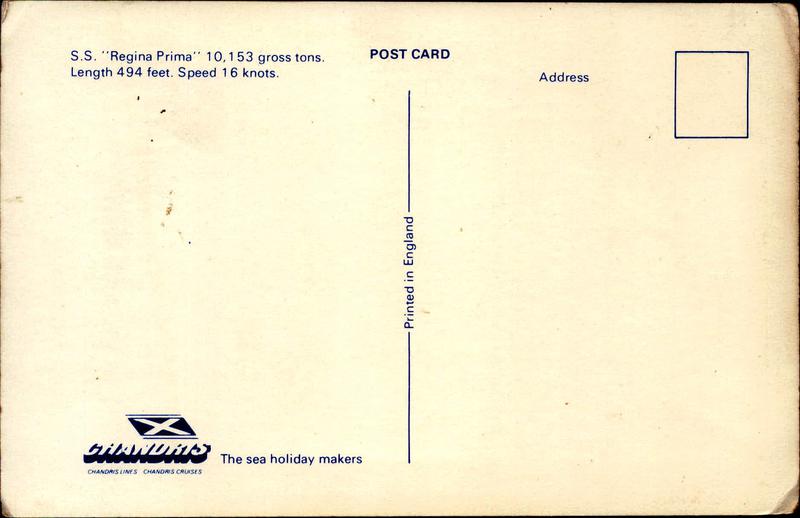 S.S. "Regina Prima" 10,153 gross tons.
Length 494 feet. Speed 16 knots.
POST CARD
Address
Printed in England
CHANDRIS
CHANDRIS LINES CHANDRIS CRUISES
The sea holiday makers